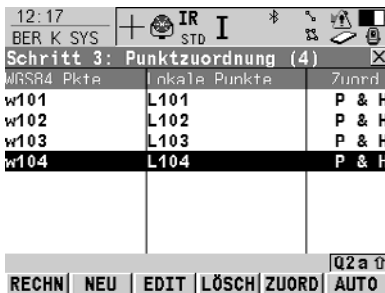 12:17
BER K SYS
IR
STD
I
Schritt 3: Punktzuordnung (4) X
WGS84 Pkte Lokale Punkte Zuord
w101 L101 P & H
w102 L102 P & H
w103 L103 P & H
w104 L104 P & H
Q2a⇧
RECHN NEU EDIT LÖSCH ZUORD AUTO